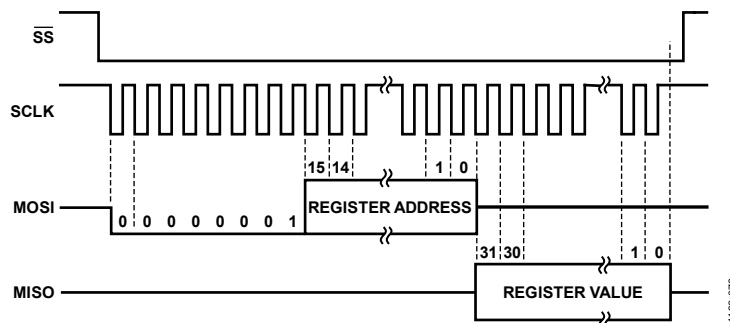 SS
SCLK
15 14 1 0
MOSI 0 0 0 0 0 0 0 1 REGISTER ADDRESS
31 30 1 0
MISO REGISTER VALUE